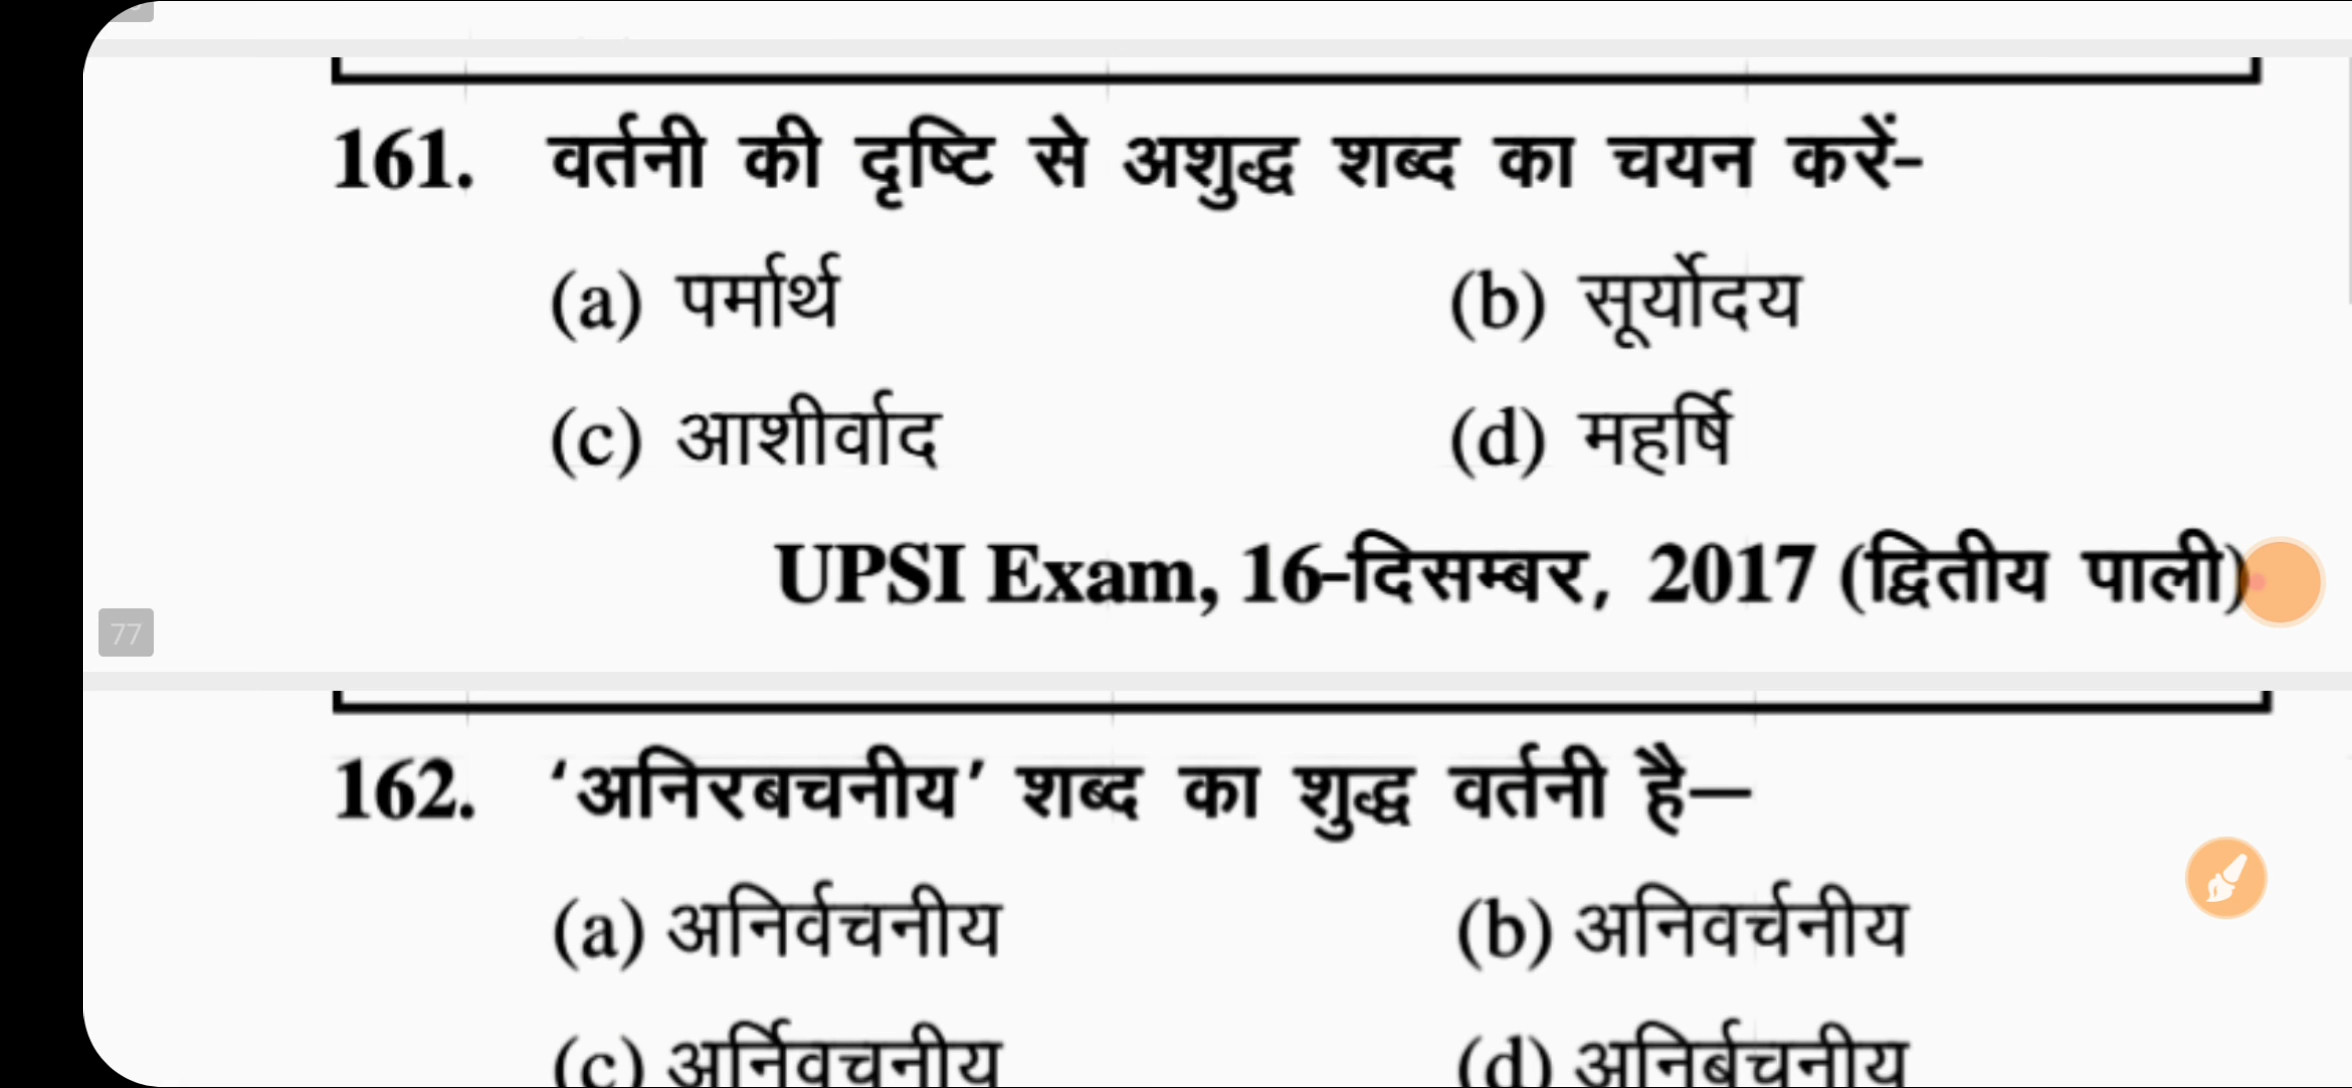 161. वर्तनी की दृष्टि से अशुद्ध शब्द का चयन करें-
(a) पर्मार्थ (b) सूर्योदय
(c) आशीर्वाद (d) महर्षि
UPSI Exam, 16-दिसम्बर, 2017 (द्वितीय पाली)
77
162. ‘अनिरबचनीय’ शब्द का शुद्ध वर्तनी है—
(a) अनिर्वचनीय (b) अनिवर्चनीय
(c) अर्निवचनीय (d) अनिर्बचनीय